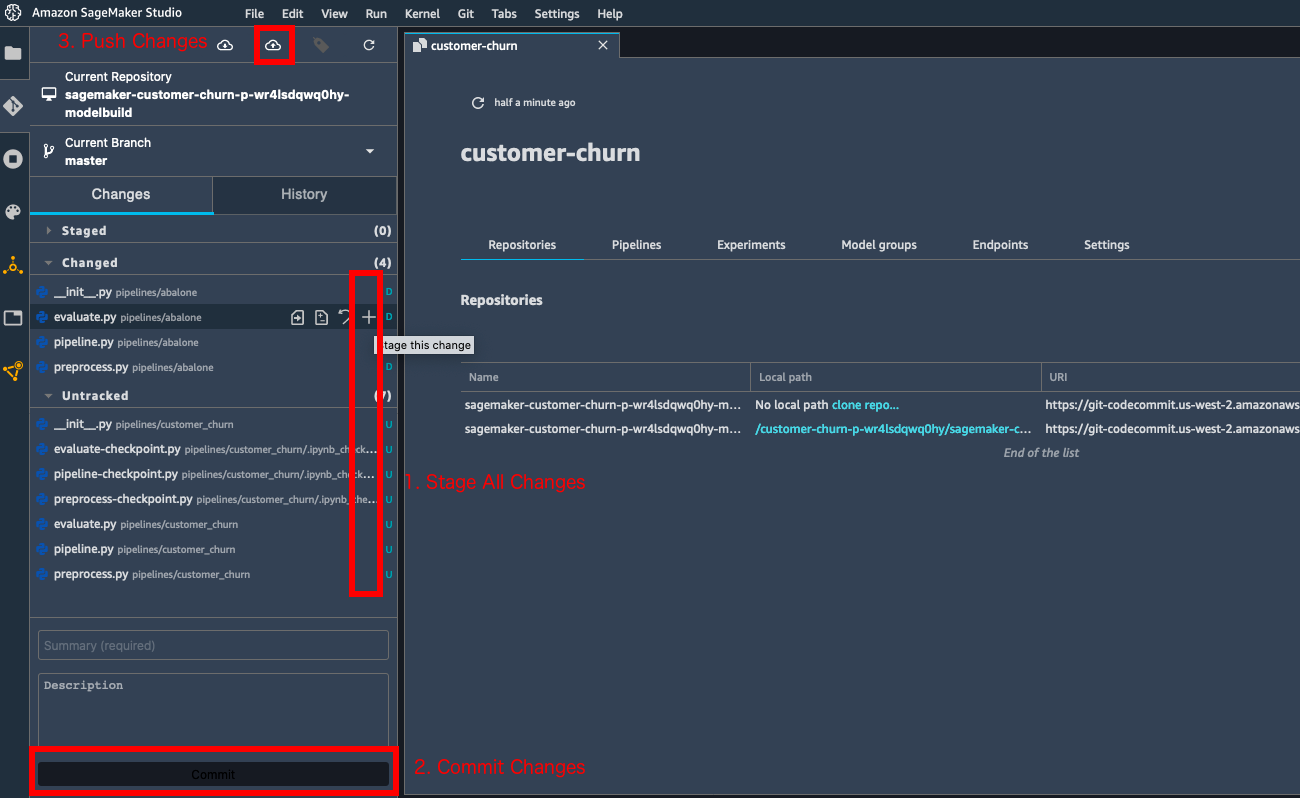 Amazon SageMaker Studio File Edit View Run Kernel Git Tabs Settings Help
3. Push Changes
customer-churn
Current Repository
sagemaker-customer-churn-p-wr4lsdqwq0hy-
modelbuild
half a minute ago
Current Branch
master
customer-churn
Changes History
Staged (0)
Repositories Pipelines Experiments Model groups Endpoints Settings
Changed (4)
__init__.py pipelines/abalone D
Repositories
evaluate.py pipelines/abalone D
pipeline.py pipelines/abalone
Stage this change
preprocess.py pipelines/abalone D
Name Local path URI
Untracked (7)
sagemaker-customer-churn-p-wr4lsdqwq0hy-m... No local path clone repo... https://git-codecommit.us-west-2.amazonaws
__init__.py pipelines/customer_churn U
sagemaker-customer-churn-p-wr4lsdqwq0hy-m... /customer-churn-p-wr4lsdqwq0hy/sagemaker-c... https://git-codecommit.us-west-2.amazonaws
evaluate-checkpoint.py pipelines/customer_churn/.ipynb_check... U
End of the list
pipeline-checkpoint.py pipelines/customer_churn/.ipynb_check... U
1. Stage All Changes
preprocess-checkpoint.py pipelines/customer_churn/.ipynb_che... U
evaluate.py pipelines/customer_churn U
pipeline.py pipelines/customer_churn U
preprocess.py pipelines/customer_churn U
Summary (required)
Description
2. Commit Changes
Commit